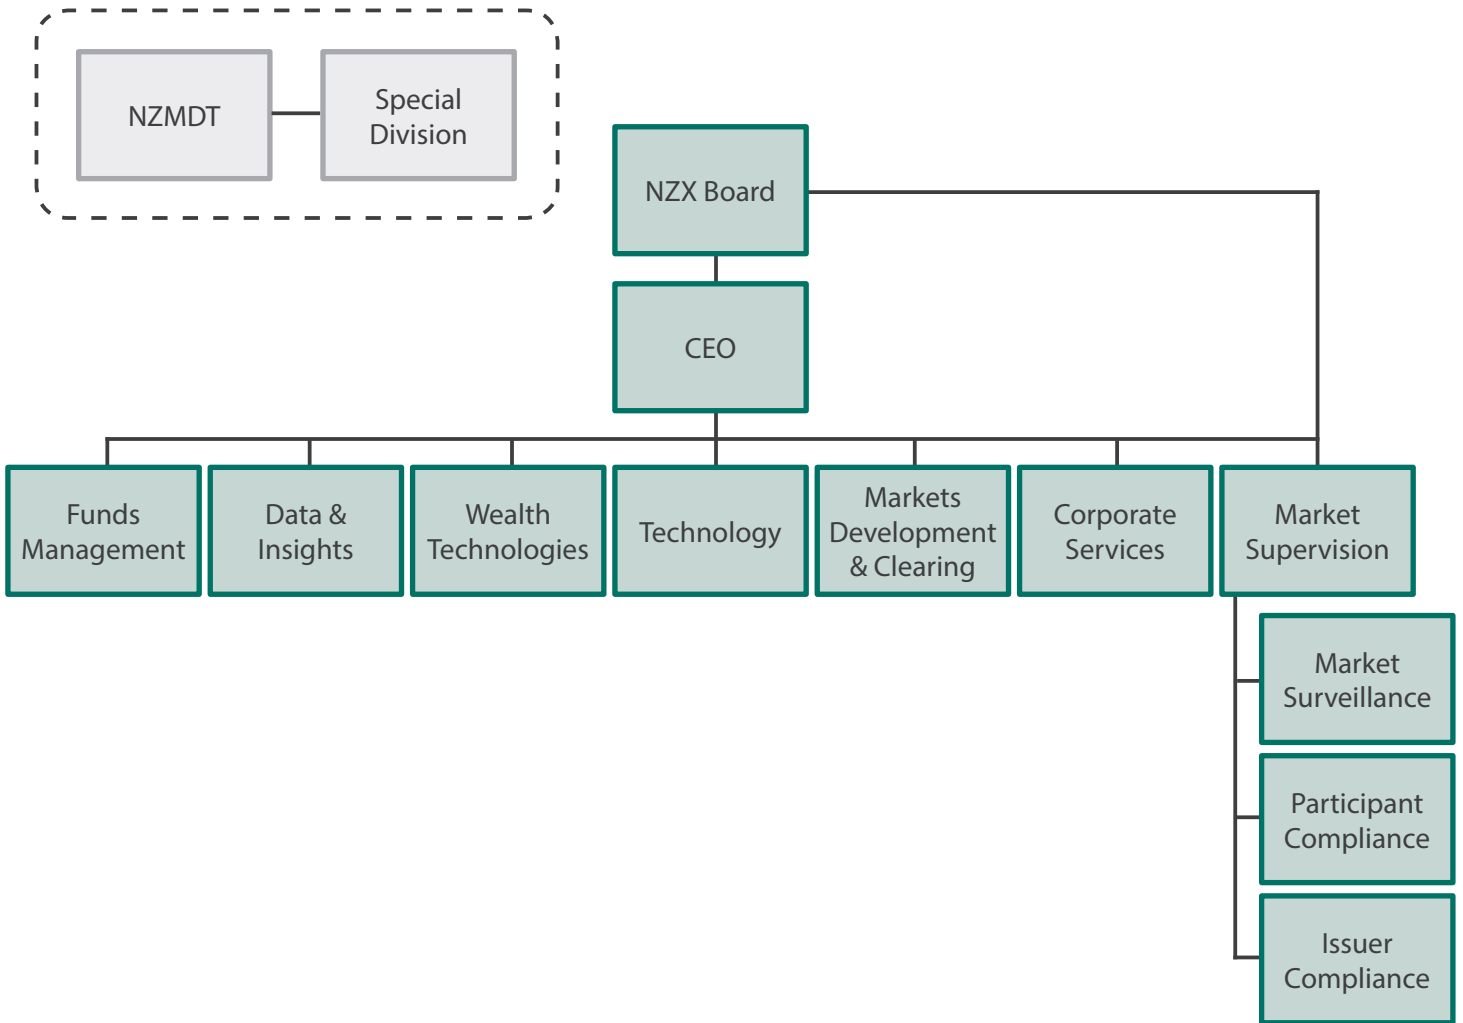 NZMDT
Special
Division
NZX Board
CEO
Funds
Management
Data &
Insights
Wealth
Technologies
Technology
Markets
Development
& Clearing
Corporate
Services
Market
Supervision
Market
Surveillance
Participant
Compliance
Issuer
Compliance